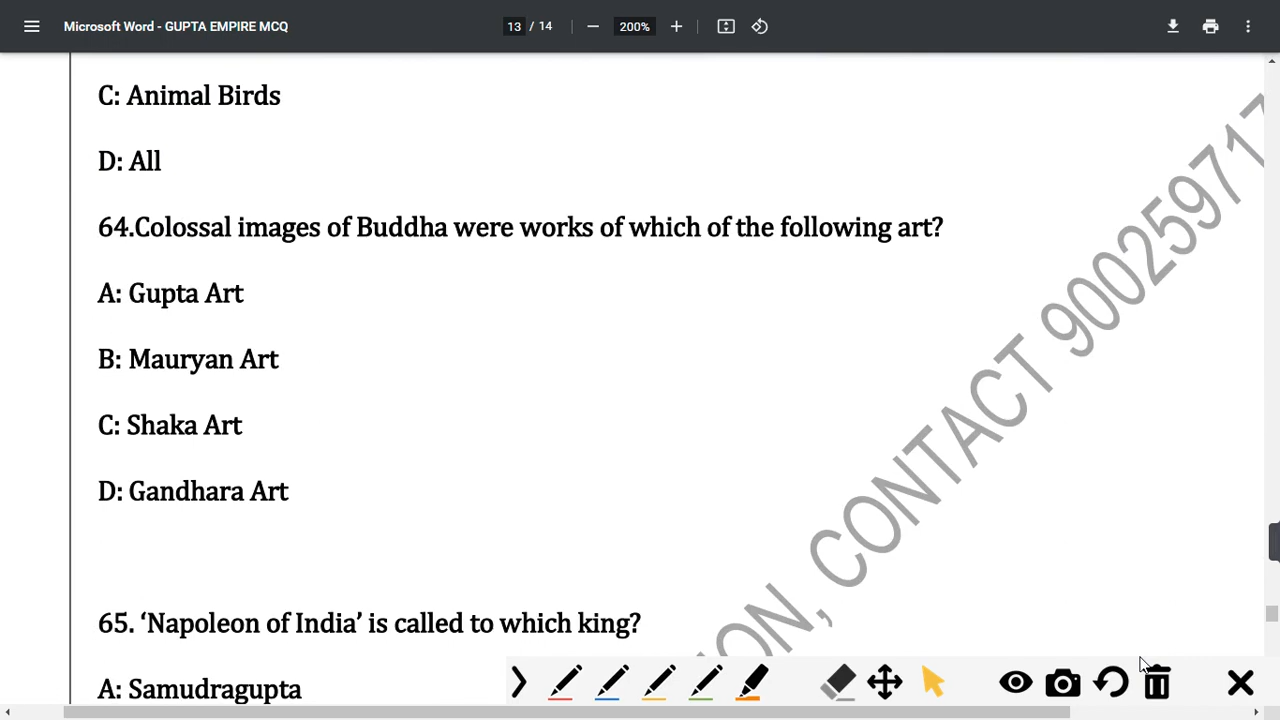 Microsoft Word - GUPTA EMPIRE MCQ
13 / 14
200%
C: Animal Birds
D: All
64.Colossal images of Buddha were works of which of the following art?
A: Gupta Art
B: Mauryan Art
C: Shaka Art
D: Gandhara Art
65. ‘Napoleon of India’ is called to which king?
A: Samudragupta
ION, CONTACT 90025971